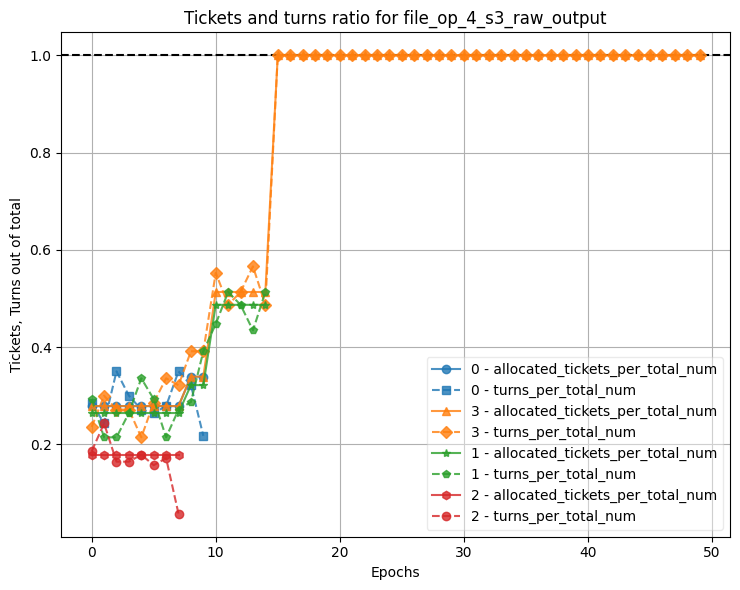 Tickets and turns ratio for file_op_4_s3_raw_output
Tickets, Turns out of total
1.0
0.8
0.6
0.4
0.2
0 - allocated_tickets_per_total_num
0 - turns_per_total_num
3 - allocated_tickets_per_total_num
3 - turns_per_total_num
1 - allocated_tickets_per_total_num
1 - turns_per_total_num
2 - allocated_tickets_per_total_num
2 - turns_per_total_num
0 10 20 30 40 50
Epochs